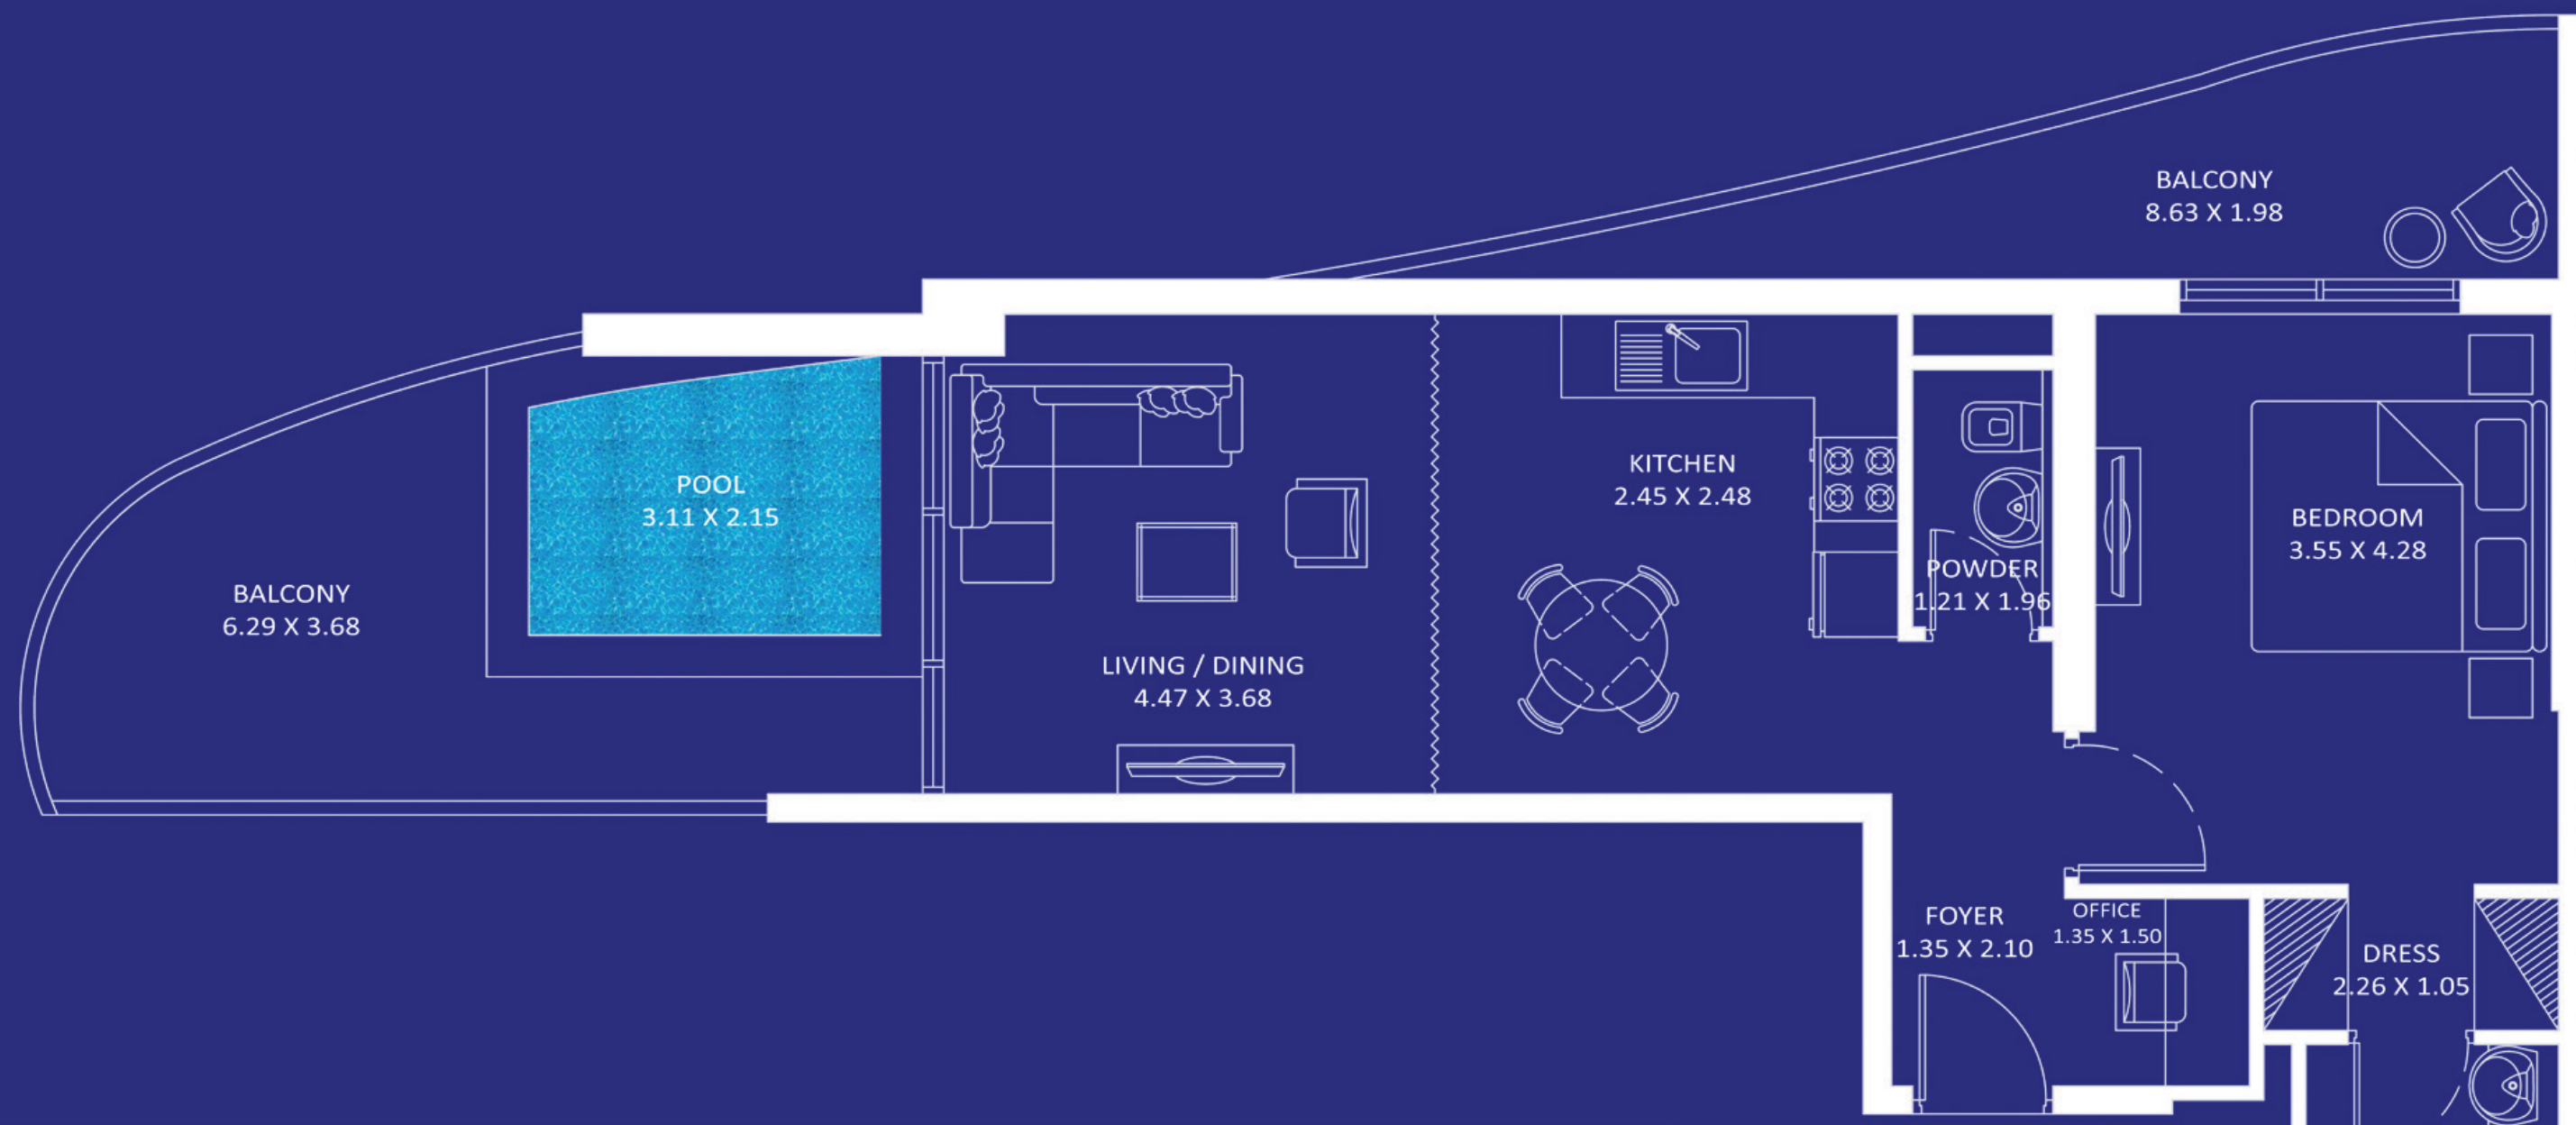 BALCONY
8.63 X 1.98
POOL
3.11 X 2.15
KITCHEN
2.45 X 2.48
BEDROOM
3.55 X 4.28
BALCONY
6.29 X 3.68
POWDER
1.21 X 1.96
LIVING / DINING
4.47 X 3.68
FOYER
1.35 X 2.10
OFFICE
1.35 X 1.50
DRESS
2.26 X 1.05